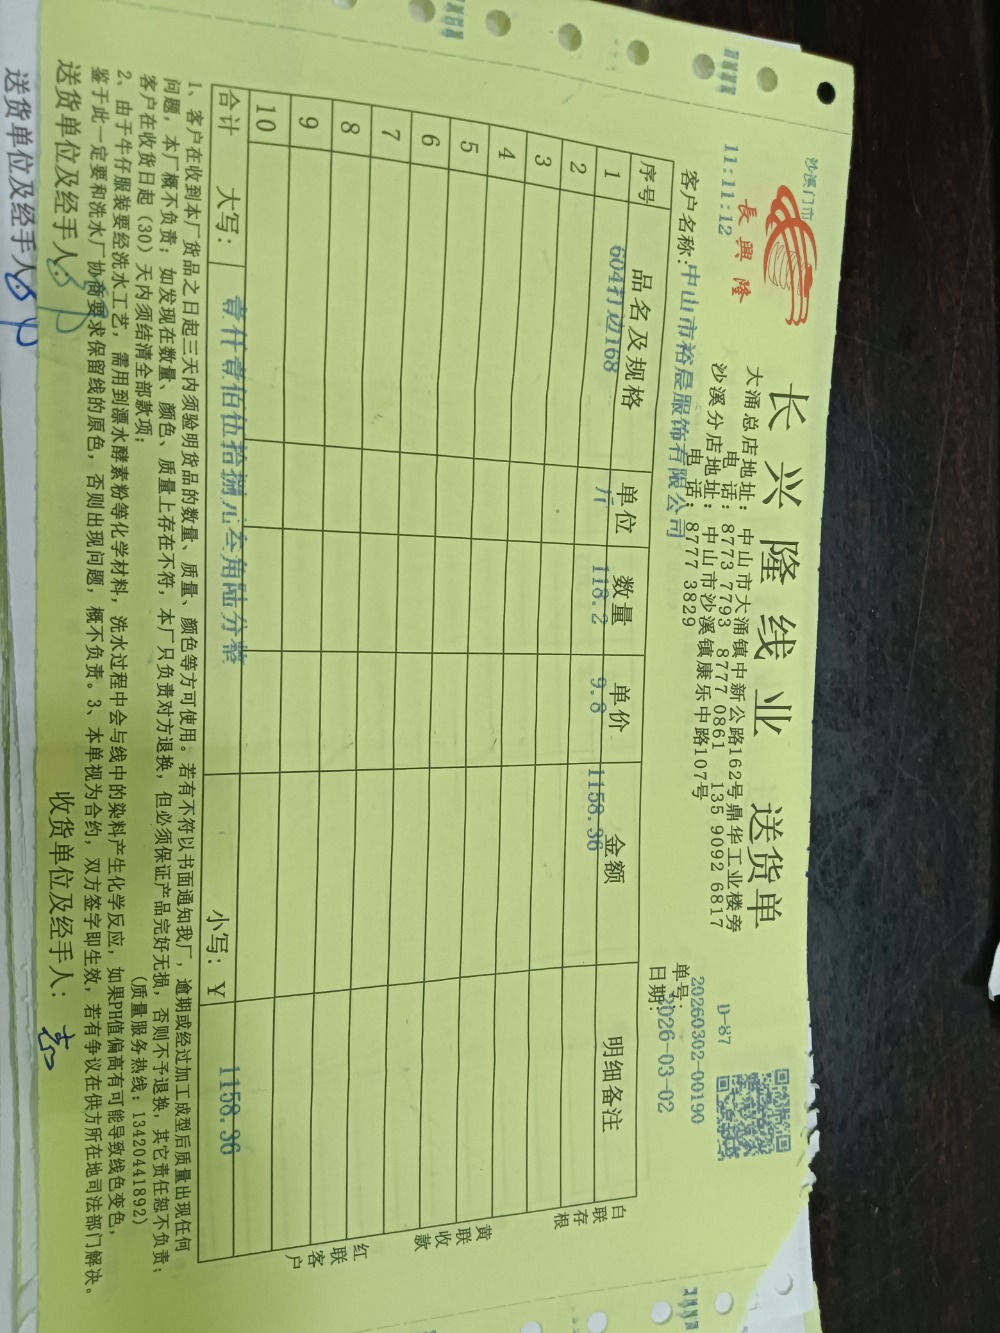 沙溪门市
長興隆
11:11:12
长兴隆线业 送货单
大涌总店地址：中山市大涌镇中新公路162号鼎华工业楼旁
电 话：8773 7793 8777 0861 135 9092 6817
沙溪分店地址：中山市沙溪镇康乐中路107号
电 话：8777 3829
D-87
单号：20260302-00190
日期：2026-03-02
客户名称：中山市裕晨服饰有限公司
序号 品名及规格 单位 数量 单价 金额 明细备注
1 604打边168 斤 118.2 9.8 1158.36
2
3
4
5
6
7
8
9
10
合计 大写：壹仟壹佰伍拾捌元叁角陆分整 小写：￥ 1158.36
白联存根
黄联收款
红联客户
1、客户在收到本厂货品之日起三天内须验明货品的数量、质量、颜色等方可使用。若有不符以书面通知我厂，逾期或经过加工成型后质量出现任何
问题，本厂概不负责；如发现在数量、颜色、质量上存在不符，本厂只负责对方退换，但必须保证产品完好无损，否则不予退换，其它责任恕不负责；
客户在收货日起（30）天内须结清全部款项； (质量服务热线：13420441892)
2、由于牛仔服装要经洗水工艺，需用到漂水酵素粉等化学材料，洗水过程中会与线中的染料产生化学反应，如果PH值偏高有可能导致线色变色，
鉴于此一定要和洗水厂协商要求保留线的原色，否则出现问题，概不负责。3、本单视为合约，双方签字即生效，若有争议在供方所在地司法部门解决。
送货单位及经手人： 收货单位及经手人：
送货单位及经手人：